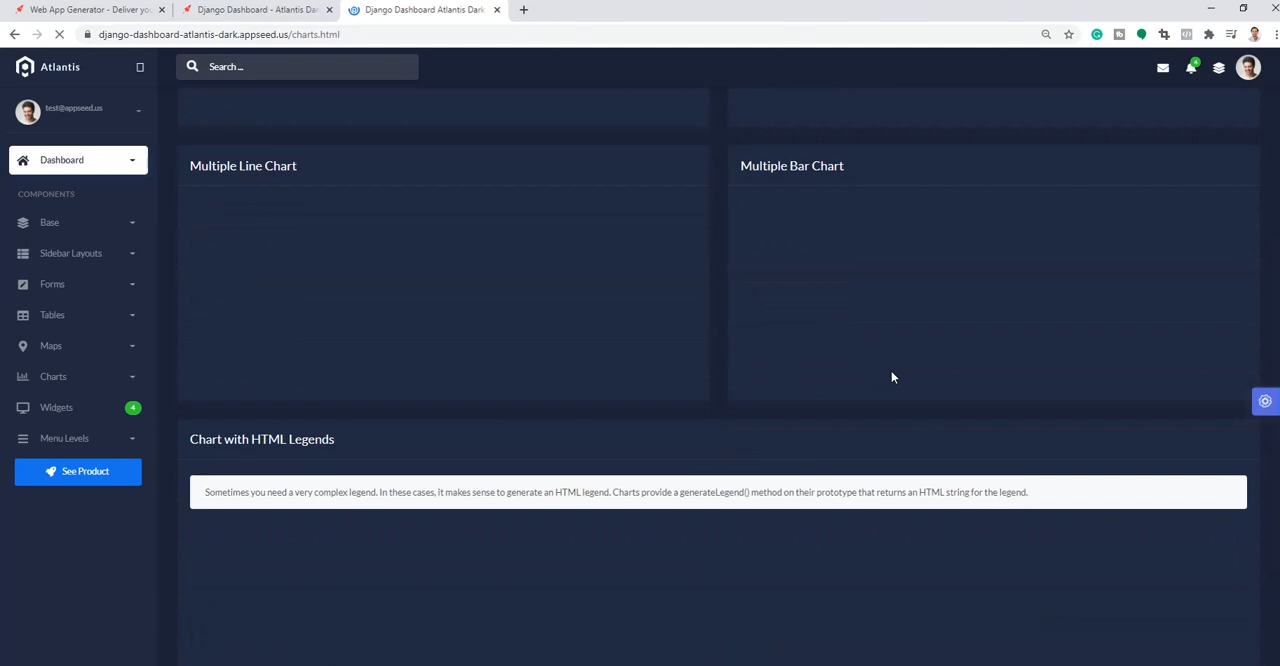 Web App Generator - Deliver you
Django Dashboard - Atlantis Dar
Django Dashboard Atlantis Dark
django-dashboard-atlantis-dark.appseed.us/charts.html
Atlantis
Search ...
4
test@appseed.us
Dashboard
COMPONENTS
Base
Sidebar Layouts
Forms
Tables
Maps
Charts
Widgets
4
Menu Levels
See Product
Multiple Line Chart
Multiple Bar Chart
Chart with HTML Legends
Sometimes you need a very complex legend. In these cases, it makes sense to generate an HTML legend. Charts provide a generateLegend() method on their prototype that returns an HTML string for the legend.